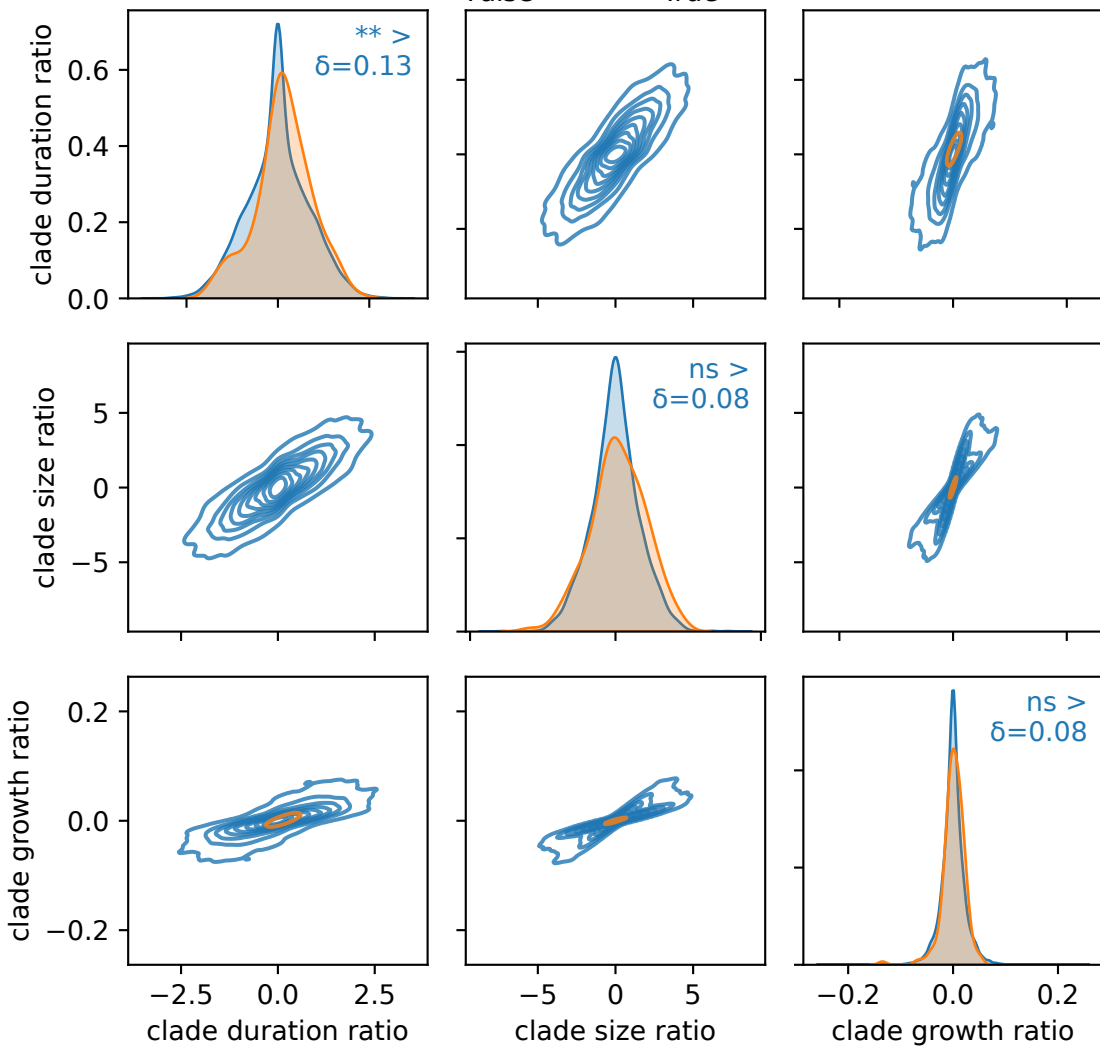 clade duration ratio
0.6
0.4
0.2
0.0
** >
δ=0.13
clade size ratio
5
0
−5
ns >
δ=0.08
clade growth ratio
0.2
0.0
−0.2
ns >
δ=0.08
−2.5 0.0 2.5
−5 0 5
−0.2 0.0 0.2
clade duration ratio
clade size ratio
clade growth ratio